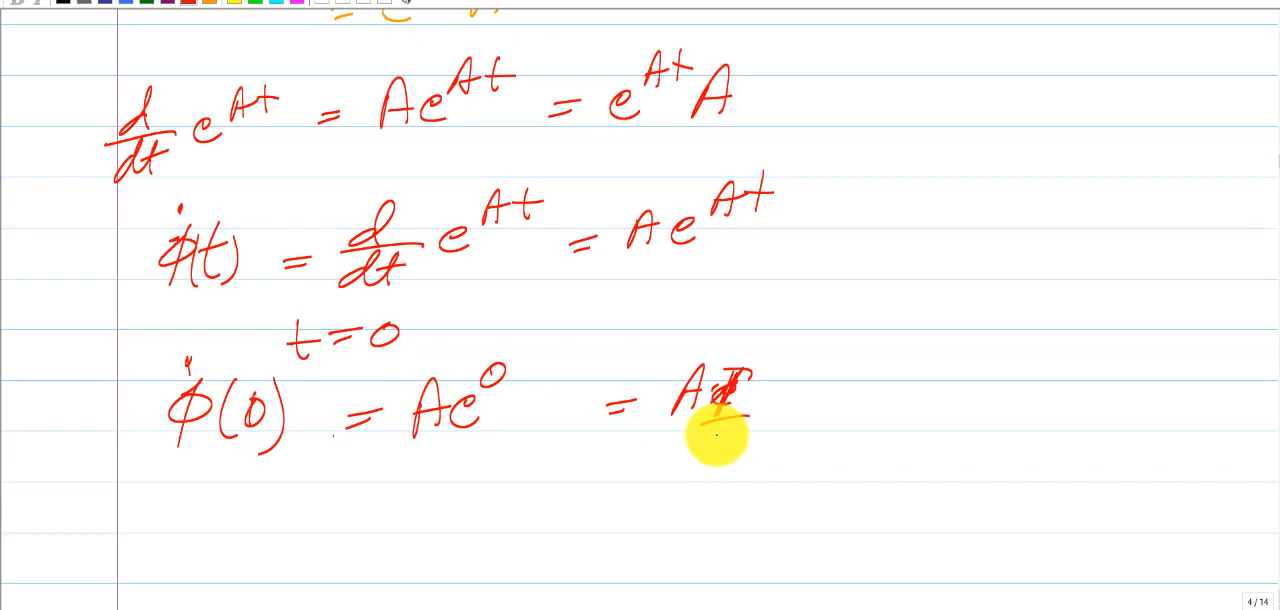 d/dt e^{At} = Ae^{At} = e^{At}A
ϕ̇(t) = d/dt e^{At} = Ae^{At}
t=0
ϕ̇(0) = Ae^0 = AI
4 / 14